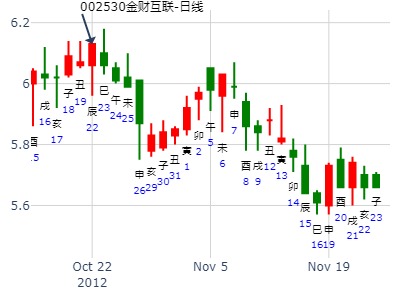 002530金财互联-日线
6.2
6
5.8
5.6
酉 5
戌 16
亥 17
子 18
丑 19
辰 22
巳 23
午 24
未 25
申 26
亥 29
子 30
丑 31
寅 1
卯 2
午 5
未 6
申 7
酉 8
戌 9
丑 12
寅 13
卯 14
辰 15
巳 16
申 19
酉 20
戌 21
亥 22
子 23
Oct 22
2012
Nov 5
Nov 19